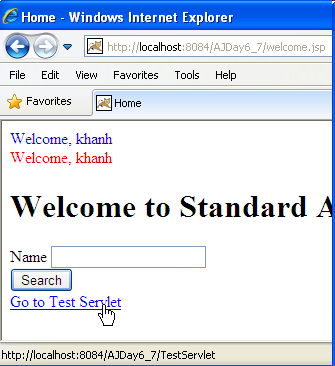 Home - Windows Internet Explorer
http://localhost:8084/AJDay6_7/welcome.jsp
File Edit View Favorites Tools Help
Favorites Home
Welcome, khanh
Welcome, khanh
Welcome to Standard A
Name
Search
Go to Test Servlet
http://localhost:8084/AJDay6_7/TestServlet